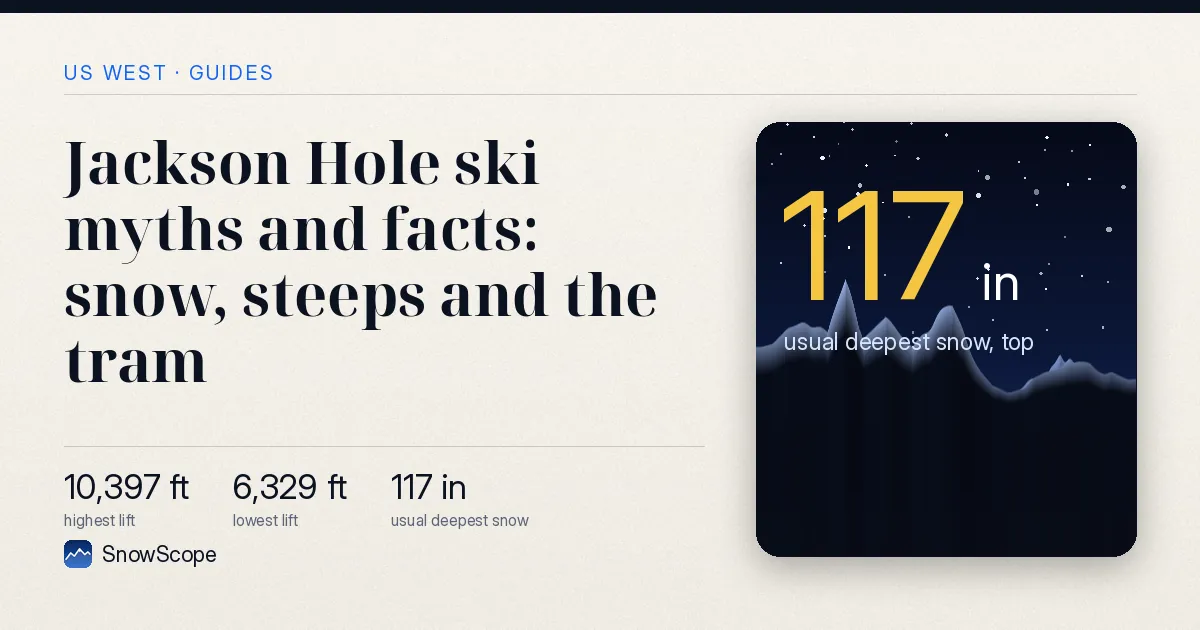 US WEST · GUIDES
Jackson Hole ski
myths and facts:
snow, steeps and the
tram
117 in
usual deepest snow, top
10,397 ft
highest lift
6,329 ft
lowest lift
117 in
usual deepest snow
SnowScope